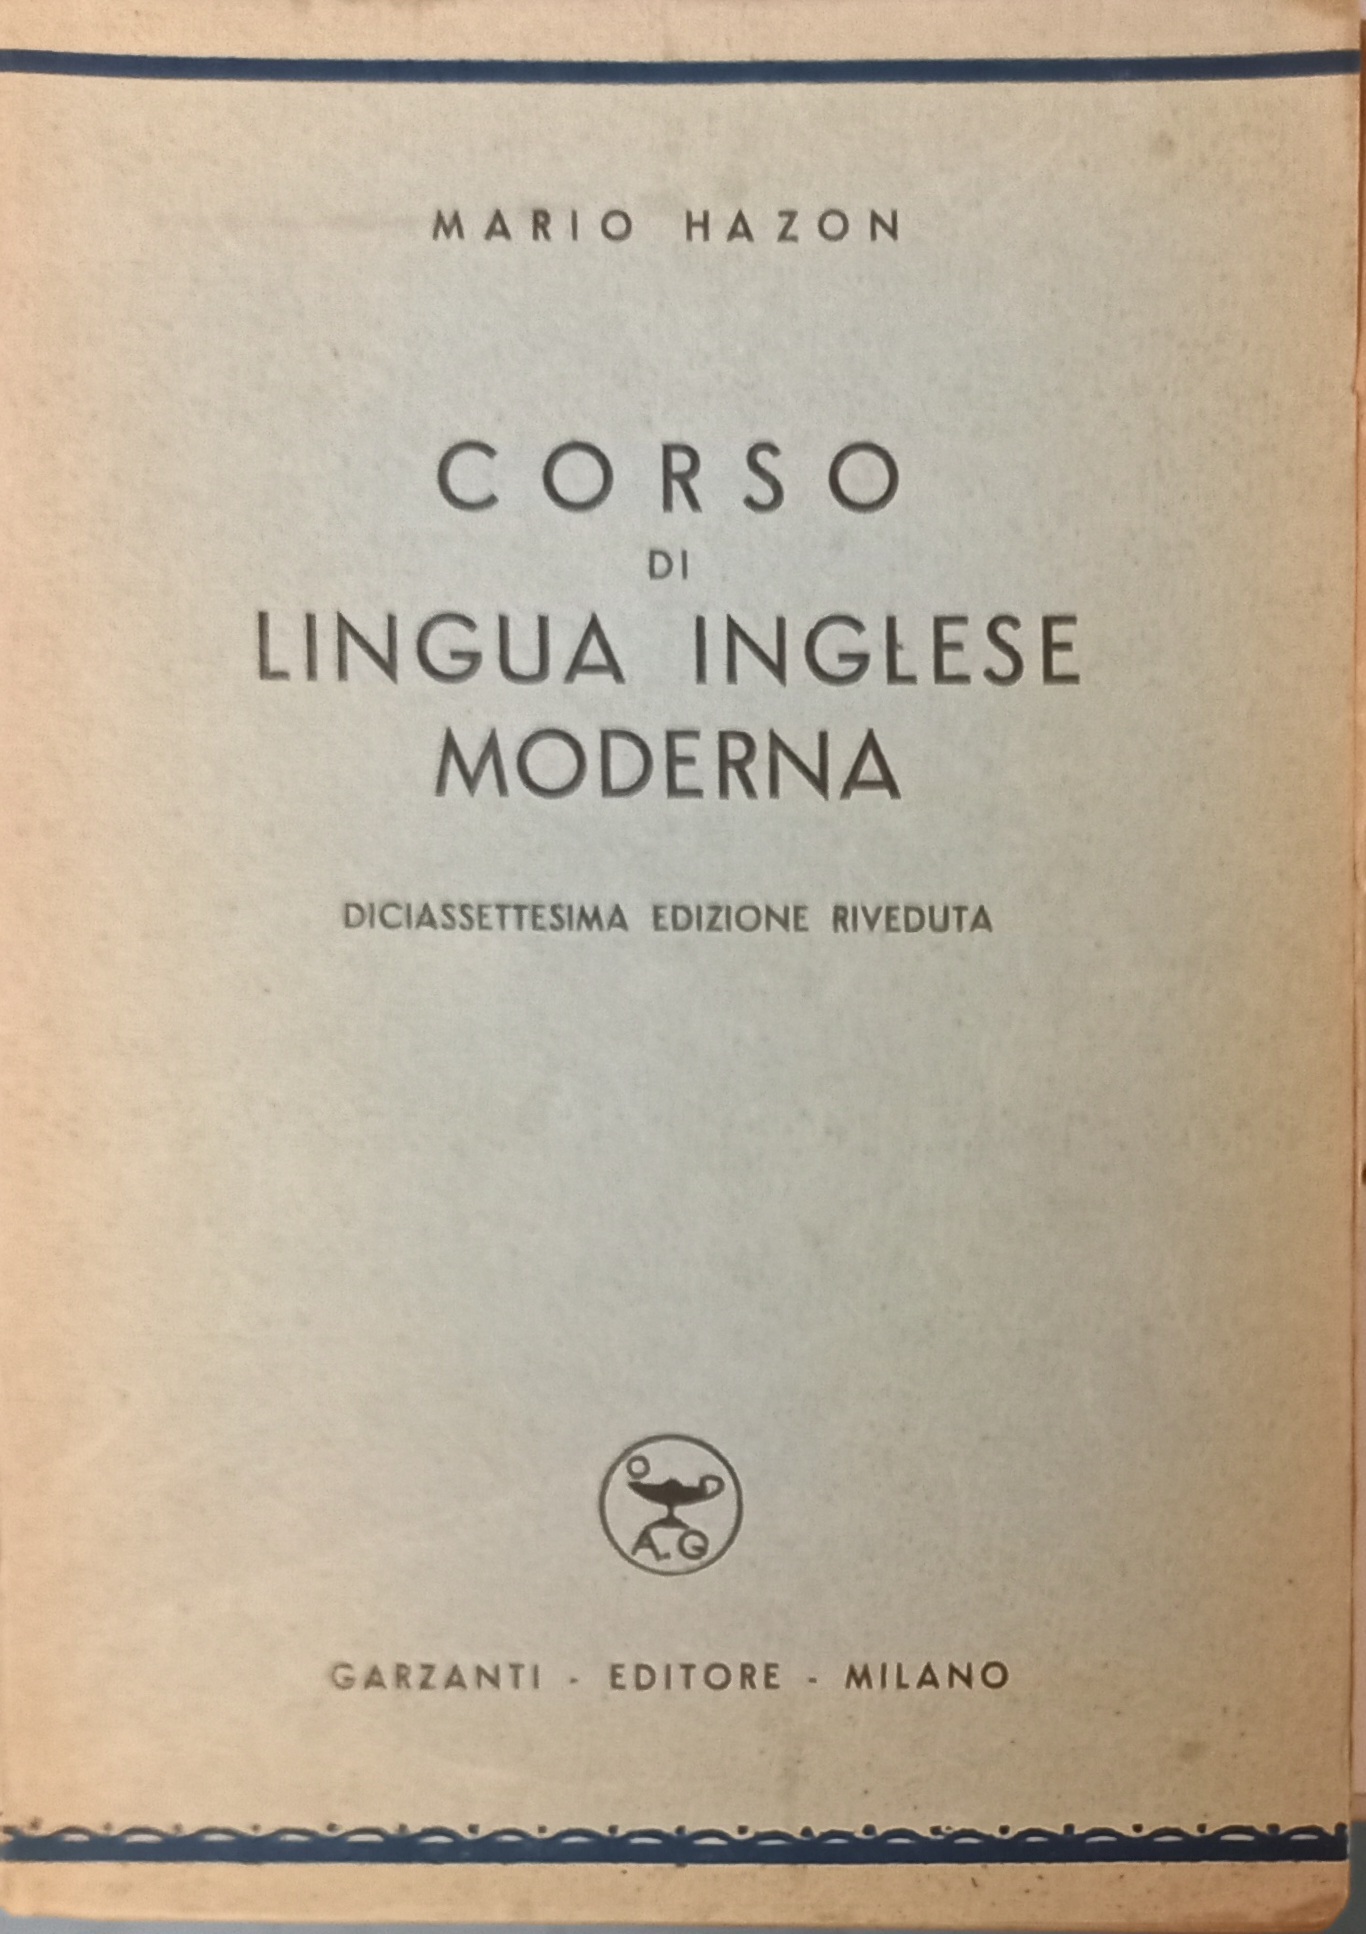 MARIO HAZON
CORSO
DI
LINGUA INGLESE
MODERNA
DICIASSETTESIMA EDIZIONE RIVEDUTA
A.G
GARZANTI - EDITORE - MILANO